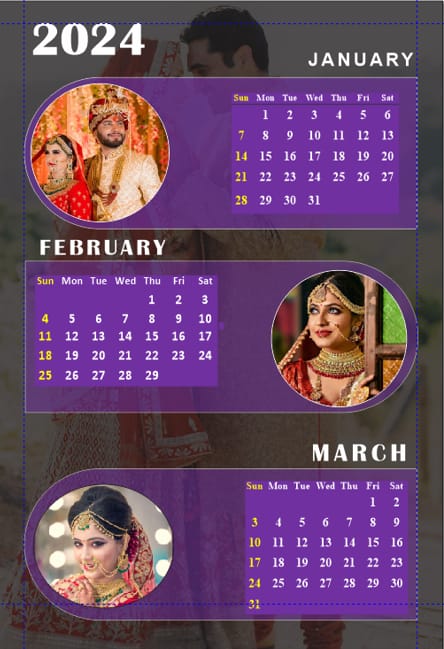 2024
JANUARY
Sun Mon Tue Wed Thu Fri Sat
1 2 3 4 5 6
7 8 9 10 11 12 13
14 15 16 17 18 19 20
21 22 23 24 25 26 27
28 29 30 31
FEBRUARY
Sun Mon Tue Wed Thu Fri Sat
1 2 3
4 5 6 7 8 9 10
11 12 13 14 15 16 17
18 19 20 21 22 23 24
25 26 27 28 29
MARCH
Sun Mon Tue Wed Thu Fri Sat
1 2
3 4 5 6 7 8 9
10 11 12 13 14 15 16
17 18 19 20 21 22 23
24 25 26 27 28 29 30
31